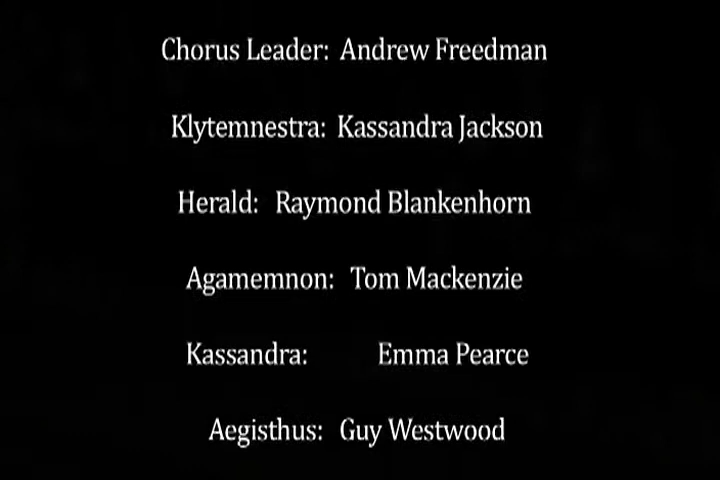 Chorus Leader: Andrew Freedman
Klytemnestra: Kassandra Jackson
Herald: Raymond Blankenhorn
Agamemnon: Tom Mackenzie
Kassandra: Emma Pearce
Aegisthus: Guy Westwood